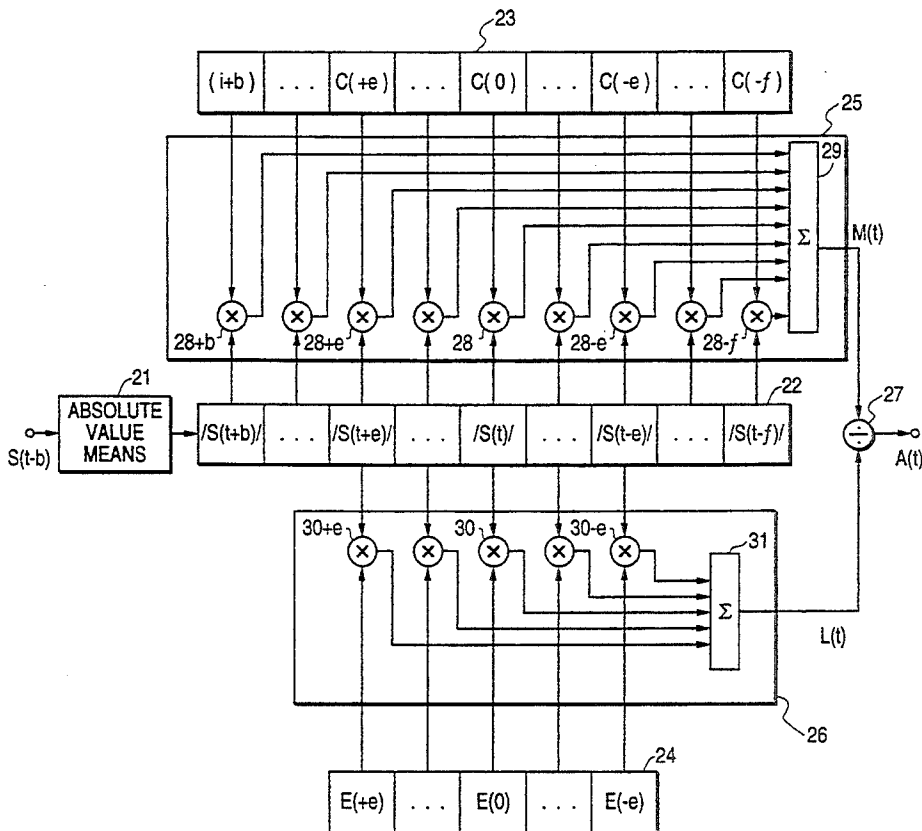 23
( i+b ) . . . C( +e ) . . . C( 0 ) . . . C( -e ) . . . C( -f )
25
29
Σ
M(t)
× × × × × × × × ×
28+b 28+e 28 28-e 28-f
21
ABSOLUTE
VALUE
MEANS
S(t-b)
22
/S(t+b)/ . . . /S(t+e)/ . . . /S(t)/ . . . /S(t-e)/ . . . /S(t-f)/
27
÷
A(t)
30+e 30 30-e
× × × × ×
31
Σ
L(t)
26
24
E(+e) . . . E(0) . . . E(-e)